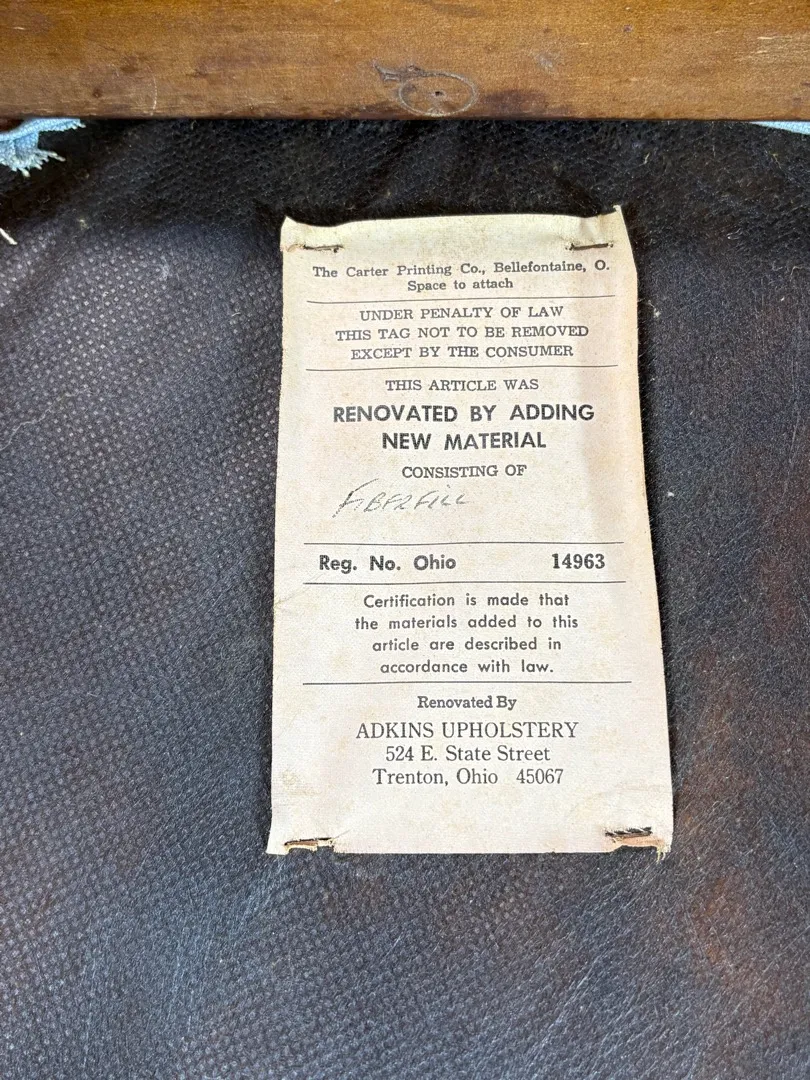 The Carter Printing Co., Bellefontaine, O.
Space to attach
UNDER PENALTY OF LAW
THIS TAG NOT TO BE REMOVED
EXCEPT BY THE CONSUMER
THIS ARTICLE WAS
RENOVATED BY ADDING
NEW MATERIAL
CONSISTING OF
FIBERFILL
Reg. No. Ohio 14963
Certification is made that
the materials added to this
article are described in
accordance with law.
Renovated By
ADKINS UPHOLSTERY
524 E. State Street
Trenton, Ohio 45067